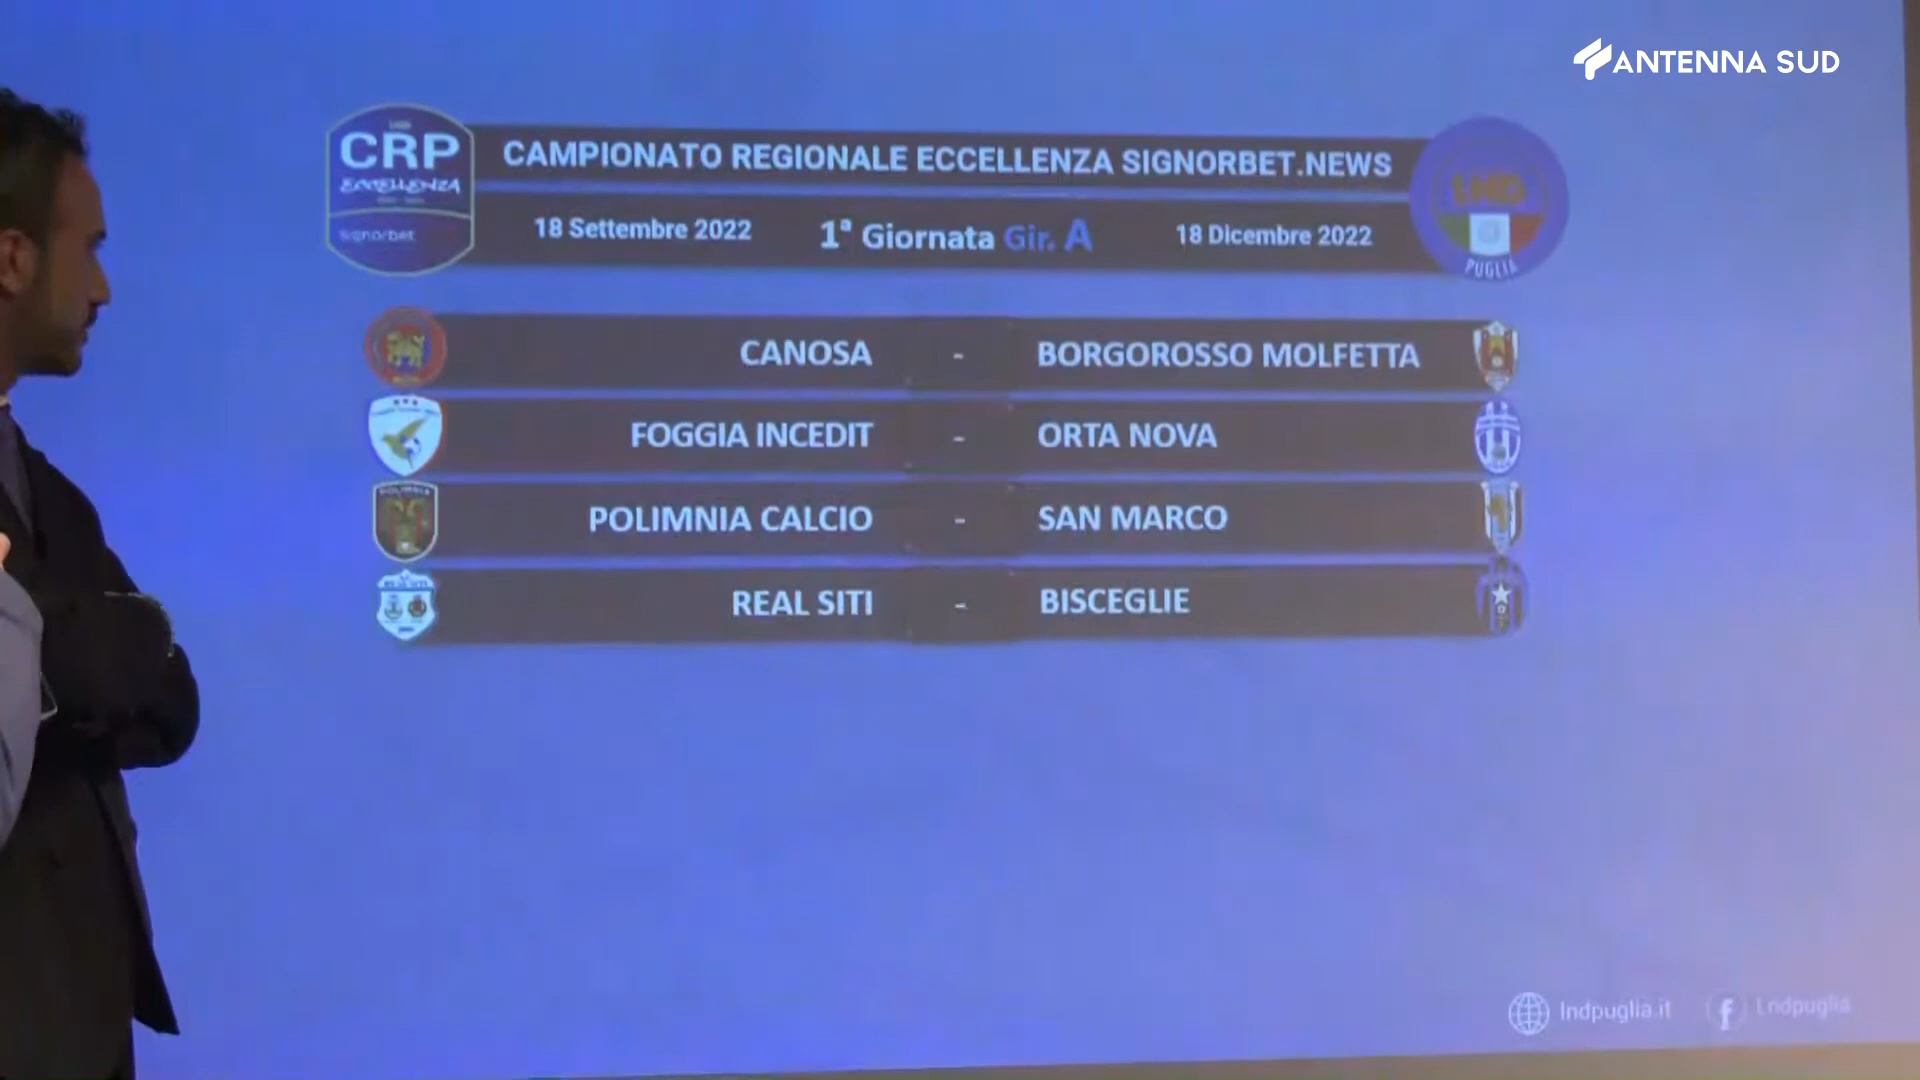 ANTENNA SUD
CRP
ECCELLENZA
signorbet
CAMPIONATO REGIONALE ECCELLENZA SIGNORBET.NEWS
18 Settembre 2022 1ª Giornata Gir. A 18 Dicembre 2022
LND
PUGLIA
CANOSA - BORGOROSSO MOLFETTA
FOGGIA INCEDIT - ORTA NOVA
POLIMNIA CALCIO - SAN MARCO
REAL SITI - BISCEGLIE
lndpuglia.it Lndpuglia